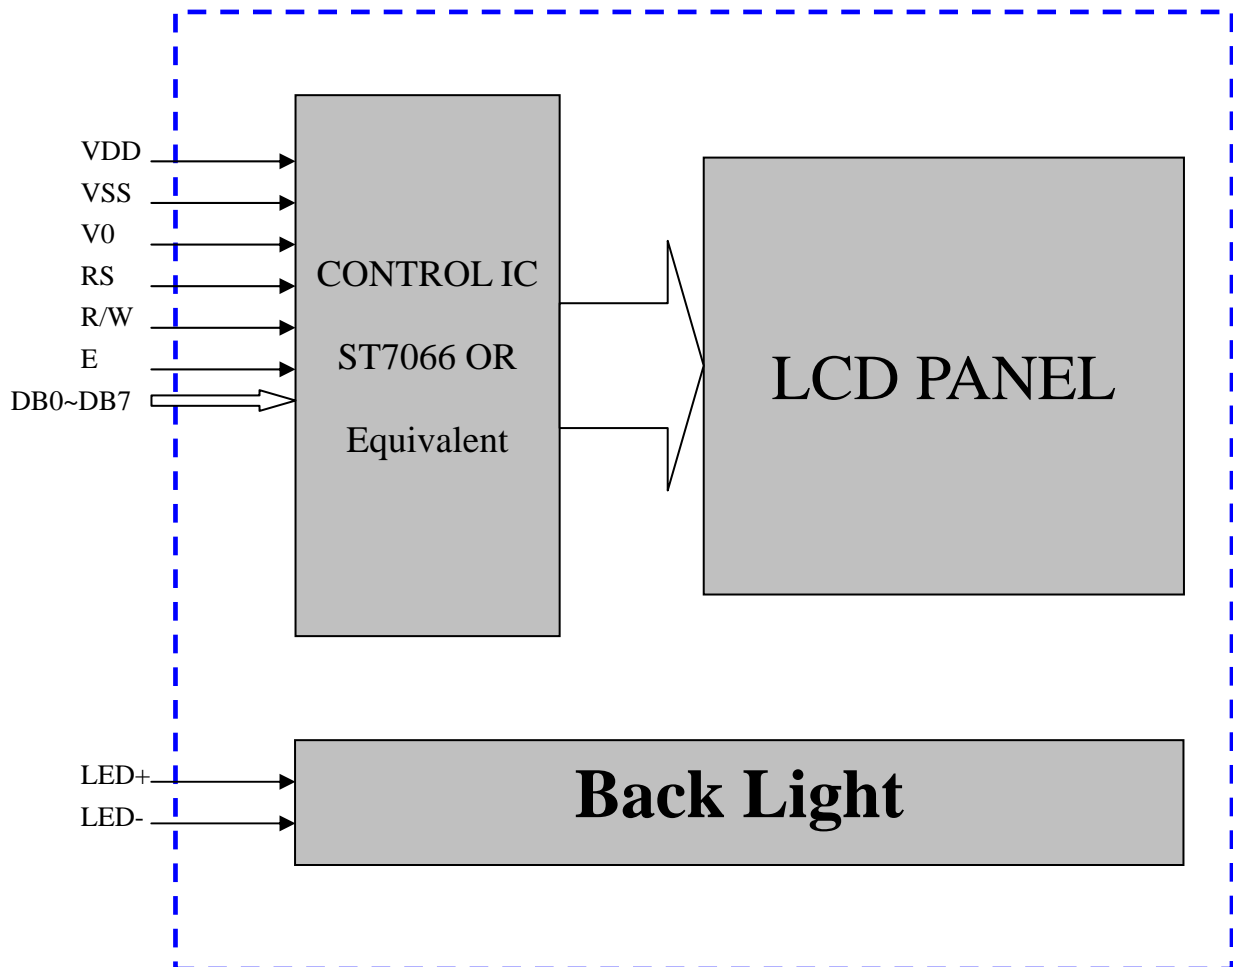 VDD
VSS
V0
RS
R/W
E
DB0~DB7
CONTROL IC
ST7066 OR
Equivalent
LCD PANEL
LED+
LED-
Back Light